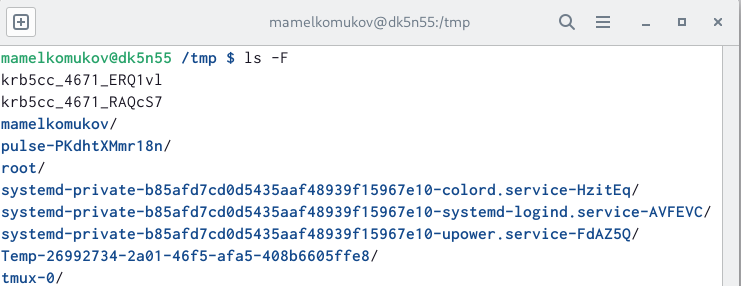 mamelkomukov@dk5n55:/tmp
mamelkomukov@dk5n55 /tmp $ ls -F
krb5cc_4671_ERQ1vl
krb5cc_4671_RAQcS7
mamelkomukov/
pulse-PKdhtXMmr18n/
root/
systemd-private-b85afd7cd0d5435aaf48939f15967e10-colord.service-HzitEq/
systemd-private-b85afd7cd0d5435aaf48939f15967e10-systemd-logind.service-AVFEVC/
systemd-private-b85afd7cd0d5435aaf48939f15967e10-upower.service-FdAZ5Q/
Temp-26992734-2a01-46f5-afa5-408b6605ffe8/
tmux-0/